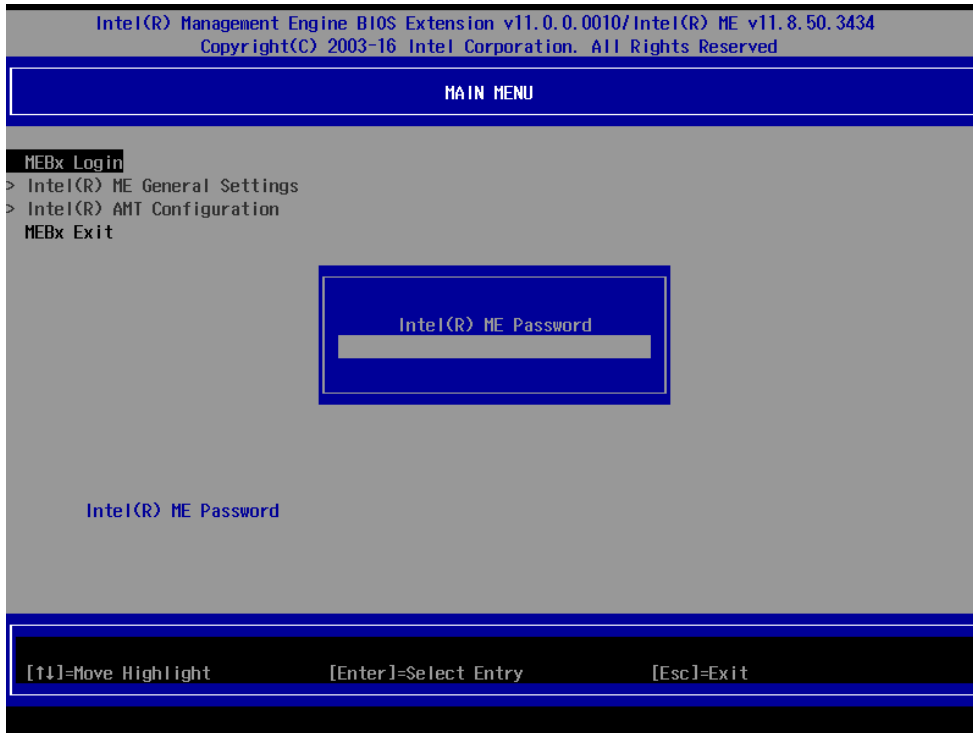 Intel(R) Management Engine BIOS Extension v11.0.0.0010/Intel(R) ME v11.8.50.3434
Copyright(C) 2003-16 Intel Corporation. All Rights Reserved
MAIN MENU
MEBx Login
> Intel(R) ME General Settings
> Intel(R) AMT Configuration
MEBx Exit
Intel(R) ME Password
Intel(R) ME Password
[↑↓]=Move Highlight [Enter]=Select Entry [Esc]=Exit